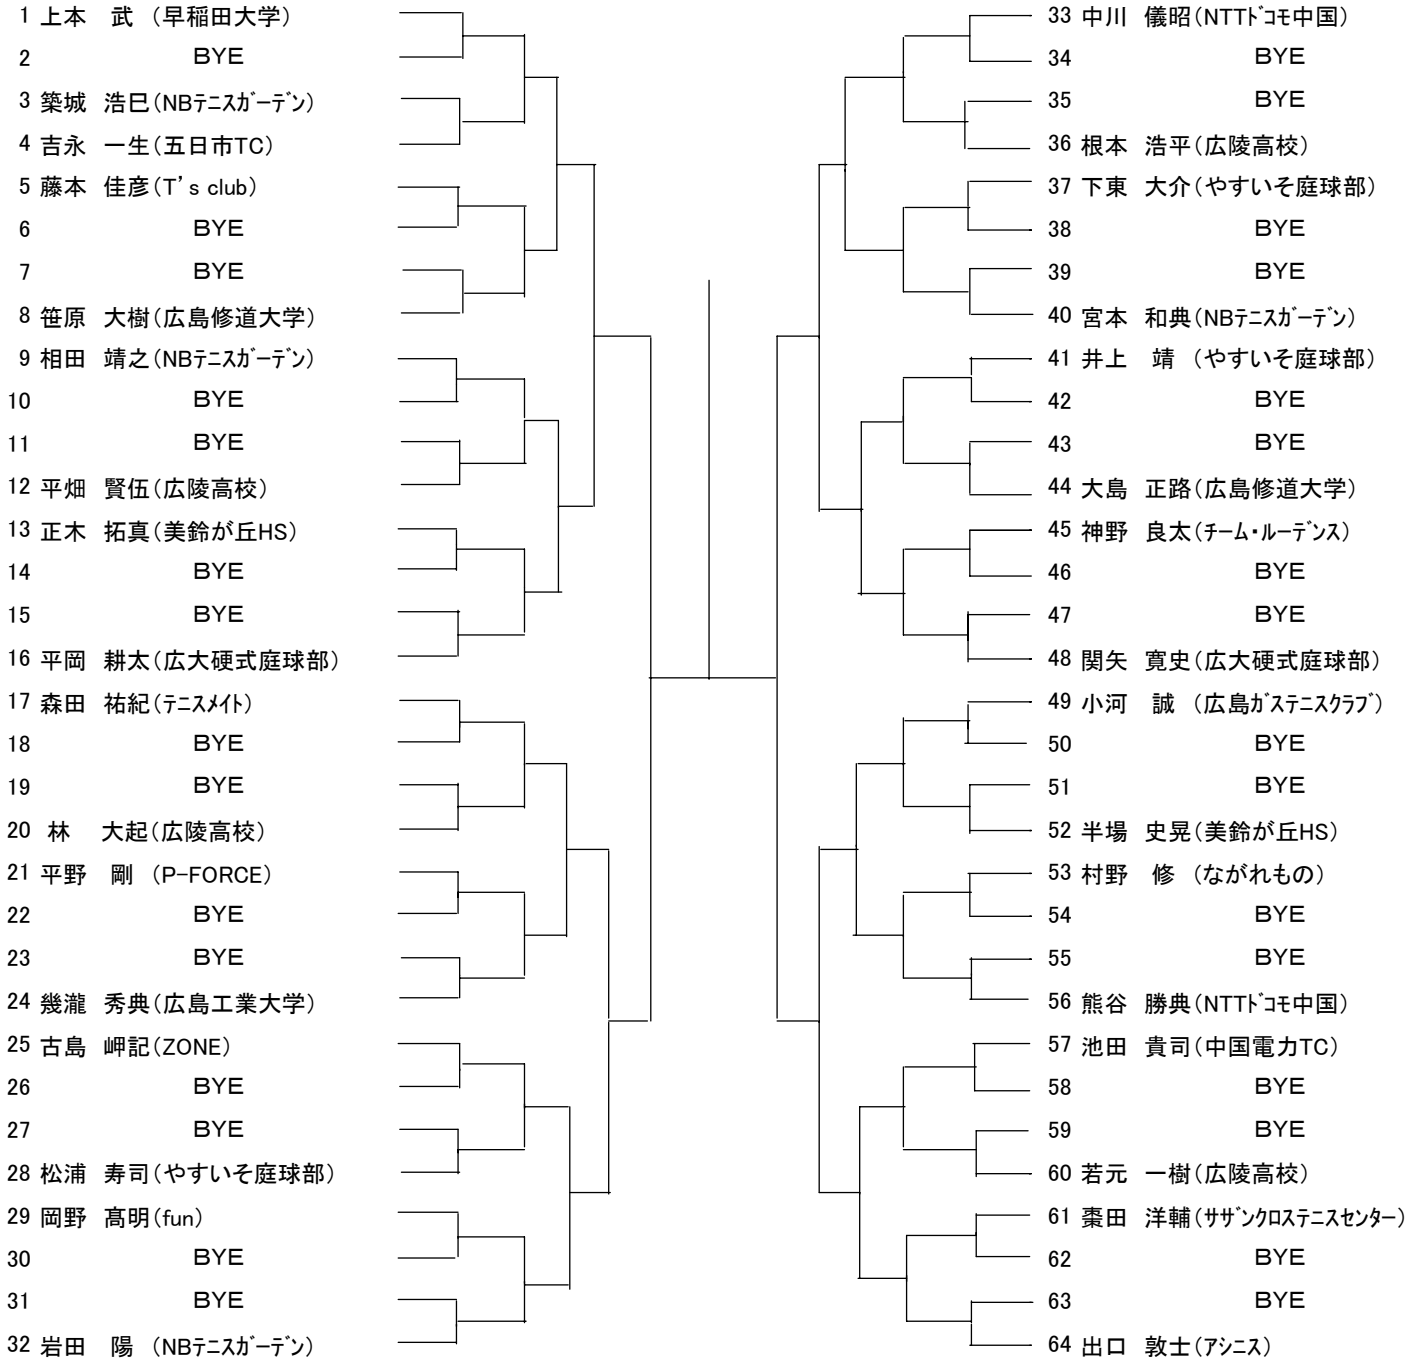 1 上本 武 （早稲田大学）
2 BYE
3 築城 浩巳（NBﾃﾆｽｶﾞｰﾃﾞﾝ）
4 吉永 一生（五日市TC）
5 藤本 佳彦（T's club）
6 BYE
7 BYE
8 笹原 大樹（広島修道大学）
9 相田 靖之（NBﾃﾆｽｶﾞｰﾃﾞﾝ）
10 BYE
11 BYE
12 平畑 賢伍（広陵高校）
13 正木 拓真（美鈴が丘HS）
14 BYE
15 BYE
16 平岡 耕太（広大硬式庭球部）
17 森田 祐紀（ﾃﾆｽﾒｲﾄ）
18 BYE
19 BYE
20 林 大起（広陵高校）
21 平野 剛 （P-FORCE）
22 BYE
23 BYE
24 幾瀧 秀典（広島工業大学）
25 古島 岬記（ZONE）
26 BYE
27 BYE
28 松浦 寿司（やすいそ庭球部）
29 岡野 髙明（fun）
30 BYE
31 BYE
32 岩田 陽 （NBﾃﾆｽｶﾞｰﾃﾞﾝ）
33 中川 儀昭（NTTﾄﾞｺﾓ中国）
34 BYE
35 BYE
36 根本 浩平（広陵高校）
37 下東 大介（やすいそ庭球部）
38 BYE
39 BYE
40 宮本 和典（NBﾃﾆｽｶﾞｰﾃﾞﾝ）
41 井上 靖 （やすいそ庭球部）
42 BYE
43 BYE
44 大島 正路（広島修道大学）
45 神野 良太（ﾁｰﾑ・ﾙｰﾃﾞﾝｽ）
46 BYE
47 BYE
48 関矢 寛史（広大硬式庭球部）
49 小河 誠 （広島ｶﾞｽﾃﾆｽｸﾗﾌﾞ）
50 BYE
51 BYE
52 半場 史晃（美鈴が丘HS）
53 村野 修 （ながれもの）
54 BYE
55 BYE
56 熊谷 勝典（NTTﾄﾞｺﾓ中国）
57 池田 貴司（中国電力TC）
58 BYE
59 BYE
60 若元 一樹（広陵高校）
61 棗田 洋輔（ｻｻﾞﾝｸﾛｽﾃﾆｽｾﾝﾀｰ）
62 BYE
63 BYE
64 出口 敦士（ｱｼﾆｽ）